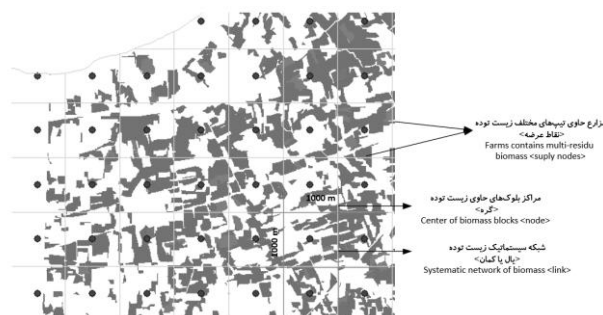 مزارع حاوی تیپ‌های مختلف زیست توده
<نقاط عرضه>
Farms contains multi-residu
biomass <suply nodes>
مراکز بلوک‌های حاوی زیست توده
<گره>
Center of biomass blocks <node>
شبکه سیستماتیک زیست توده
<یال یا کمان>
Systematic network of biomass <link>
1000 m
1000 m